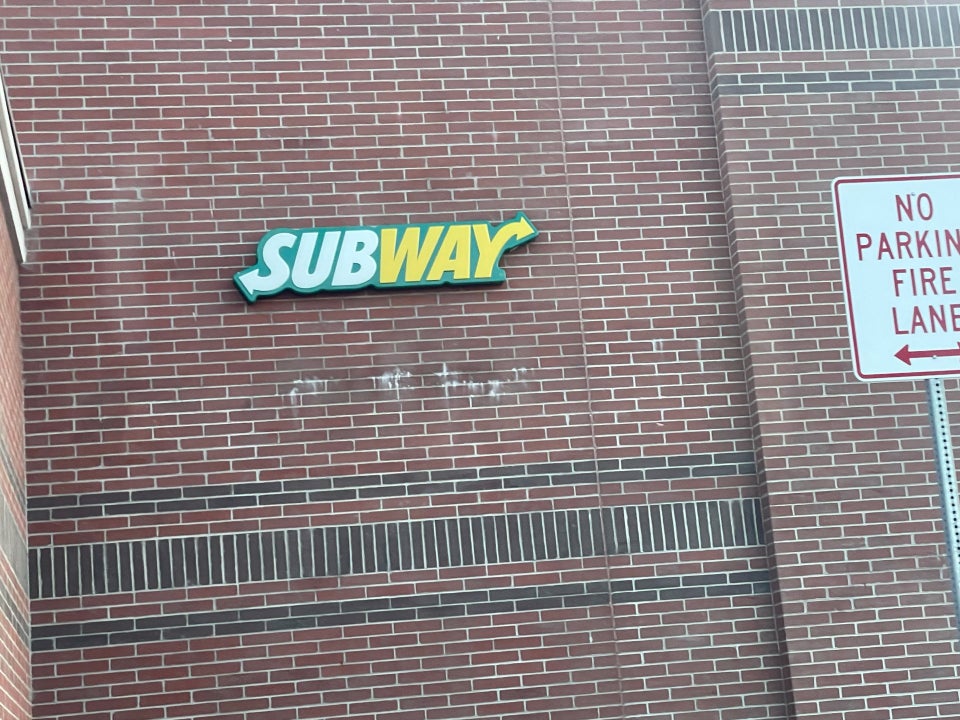 SUBWAY
NO
PARKIN
FIRE
LANE